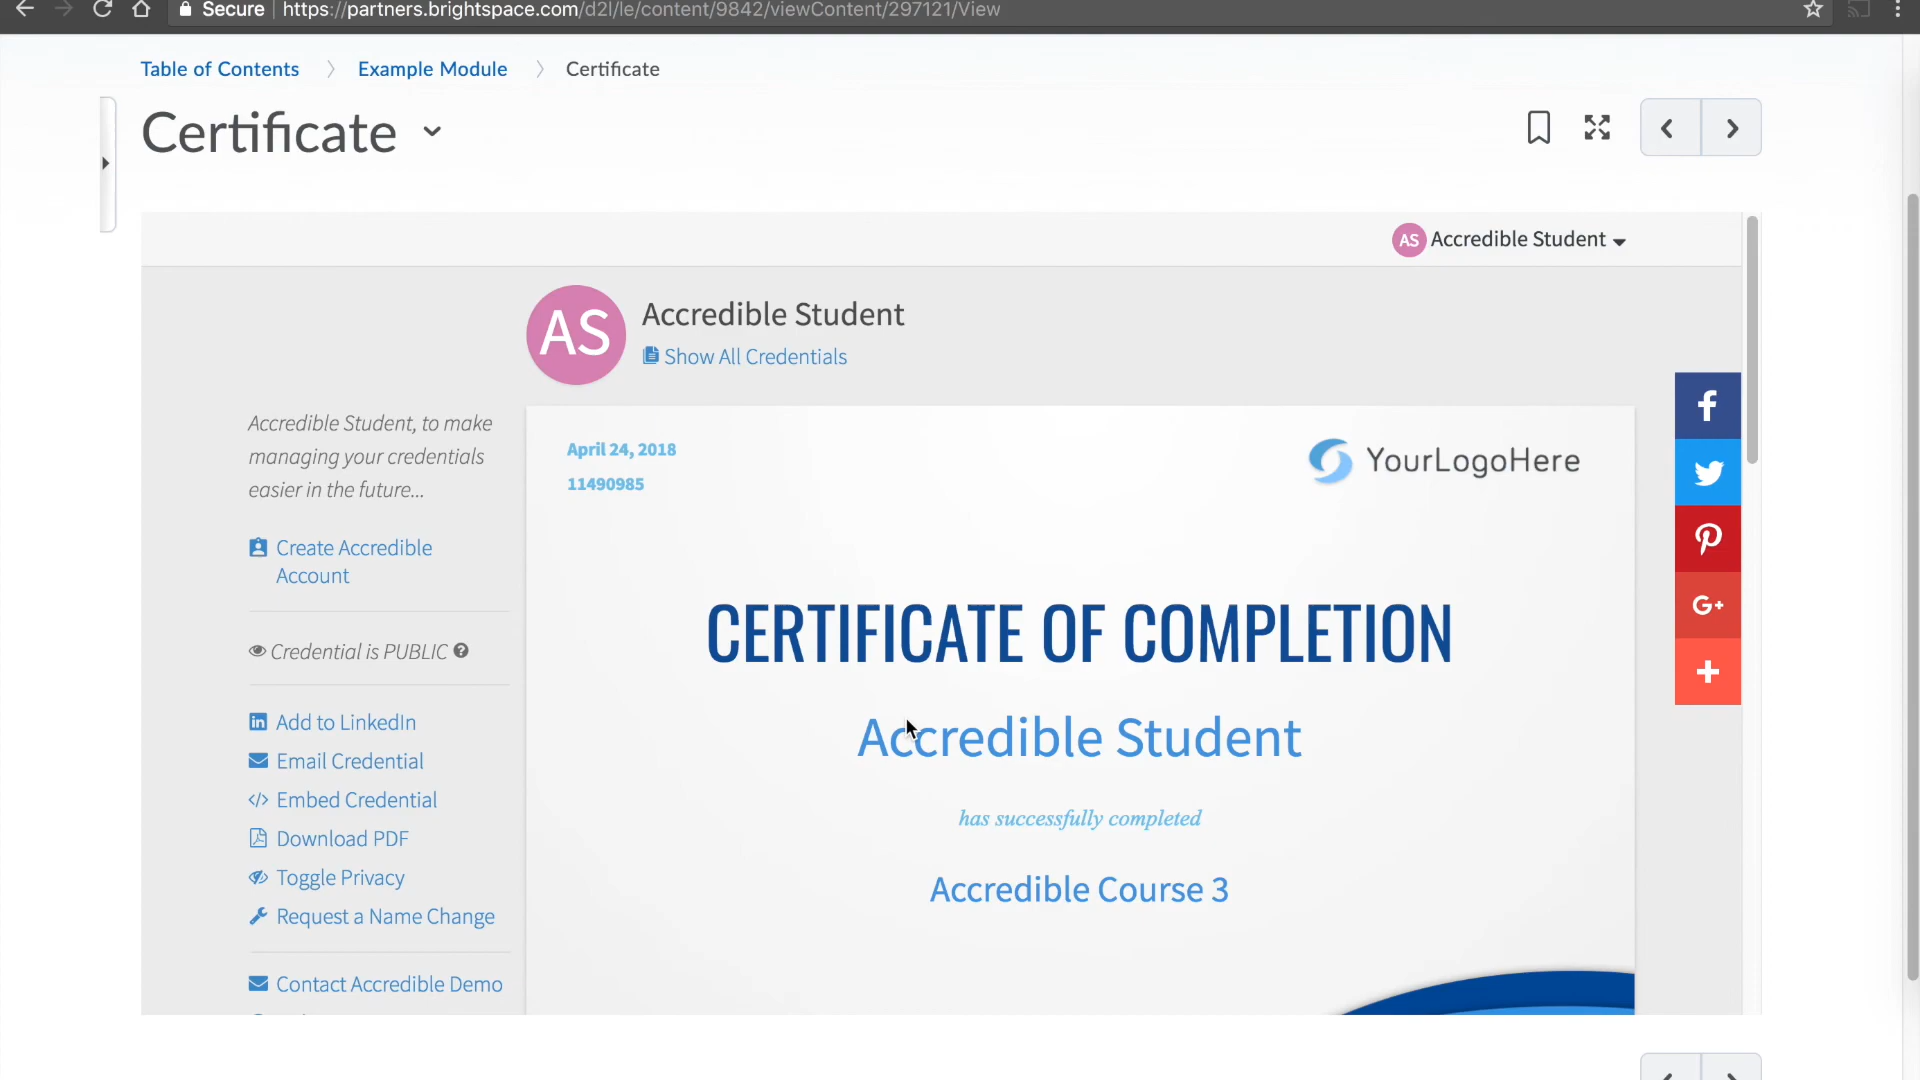 Secure https://partners.brightspace.com/d2l/le/content/9842/viewContent/297121/View
Table of Contents Example Module Certificate
Certificate
AS Accredible Student
AS
Accredible Student
Show All Credentials
Accredible Student, to make
managing your credentials
easier in the future...
Create Accredible
Account
Credential is PUBLIC
Add to LinkedIn
Email Credential
Embed Credential
Download PDF
Toggle Privacy
Request a Name Change
Contact Accredible Demo
April 24, 2018
11490985
YourLogoHere
CERTIFICATE OF COMPLETION
Accredible Student
has successfully completed
Accredible Course 3